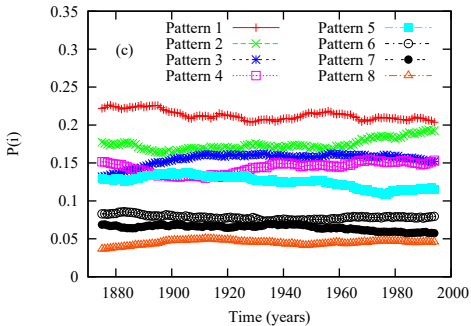 0.35
0.3
0.25
0.2
0.15
0.1
0.05
0
P(i)
(c)
Pattern 1
Pattern 2
Pattern 3
Pattern 4
Pattern 5
Pattern 6
Pattern 7
Pattern 8
1880 1900 1920 1940 1960 1980 2000
Time (years)